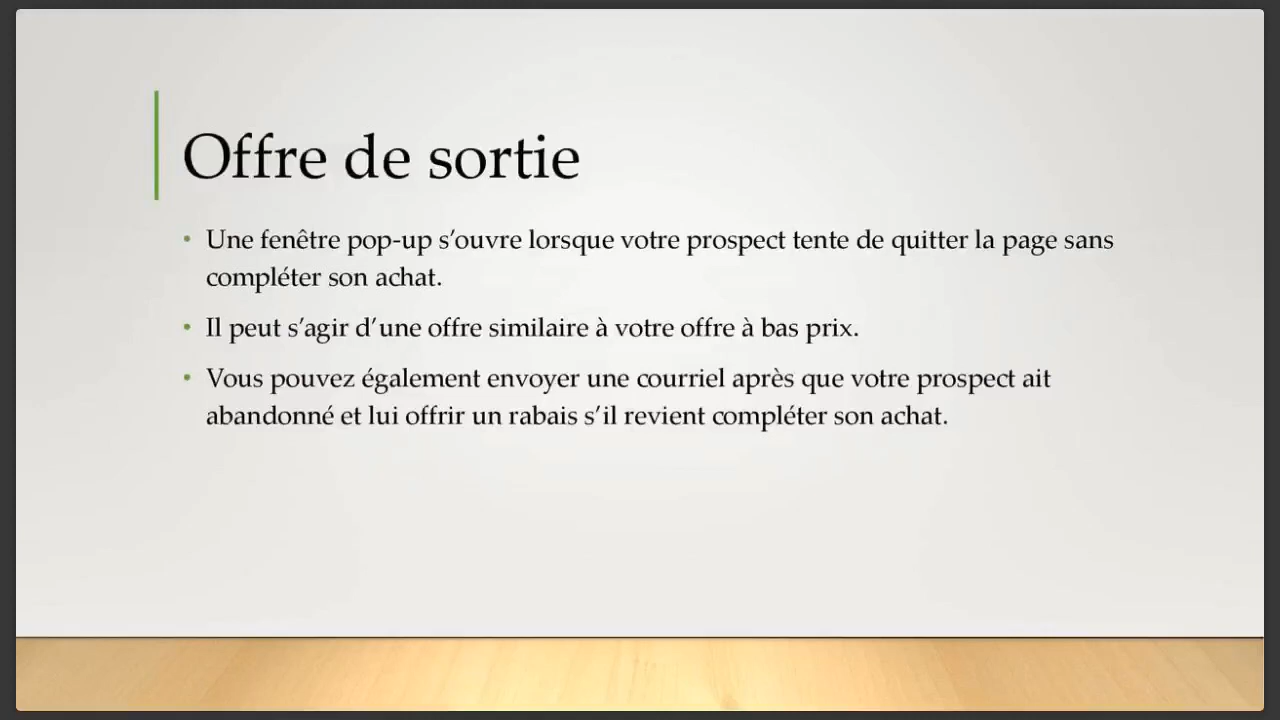 Offre de sortie
• Une fenêtre pop-up s’ouvre lorsque votre prospect tente de quitter la page sans
compléter son achat.
• Il peut s’agir d’une offre similaire à votre offre à bas prix.
• Vous pouvez également envoyer une courriel après que votre prospect ait
abandonné et lui offrir un rabais s’il revient compléter son achat.